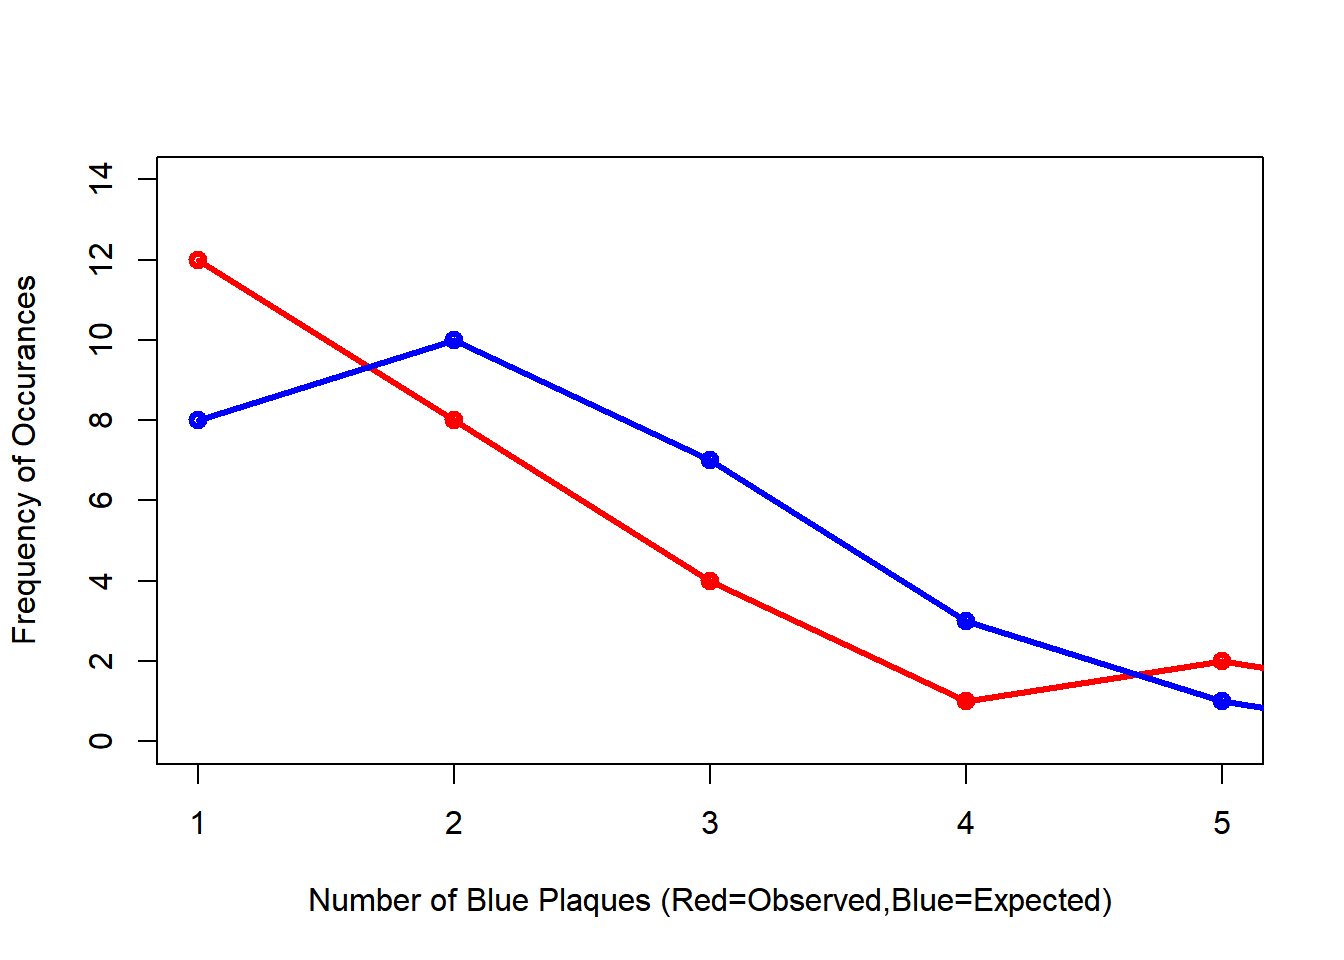 Frequency of Occurances
14
12
10
8
6
4
2
0
1 2 3 4 5
Number of Blue Plaques (Red=Observed,Blue=Expected)